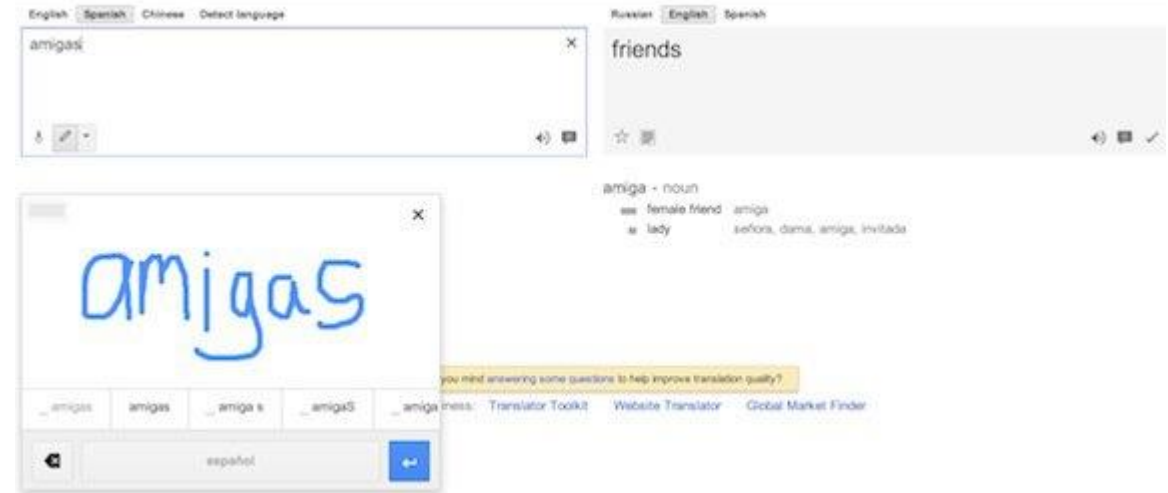 English Spanish Chinese Detect language
Russian English Spanish
amigas
friends
amiga - noun
female friend amiga
lady señora, dama, amiga, invitada
amigas
you mind answering some questions to help improve translation quality?
_ amigas amigas _ amiga s _ amigaS _ amiga
ness: Translator Toolkit Website Translator Global Market Finder
español